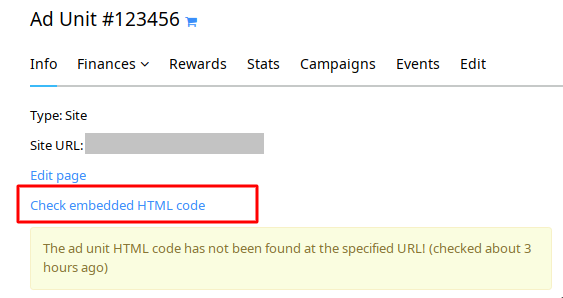 Ad Unit #123456
Info Finances Rewards Stats Campaigns Events Edit
Type: Site
Site URL:
Edit page
Check embedded HTML code
The ad unit HTML code has not been found at the specified URL! (checked about 3
hours ago)